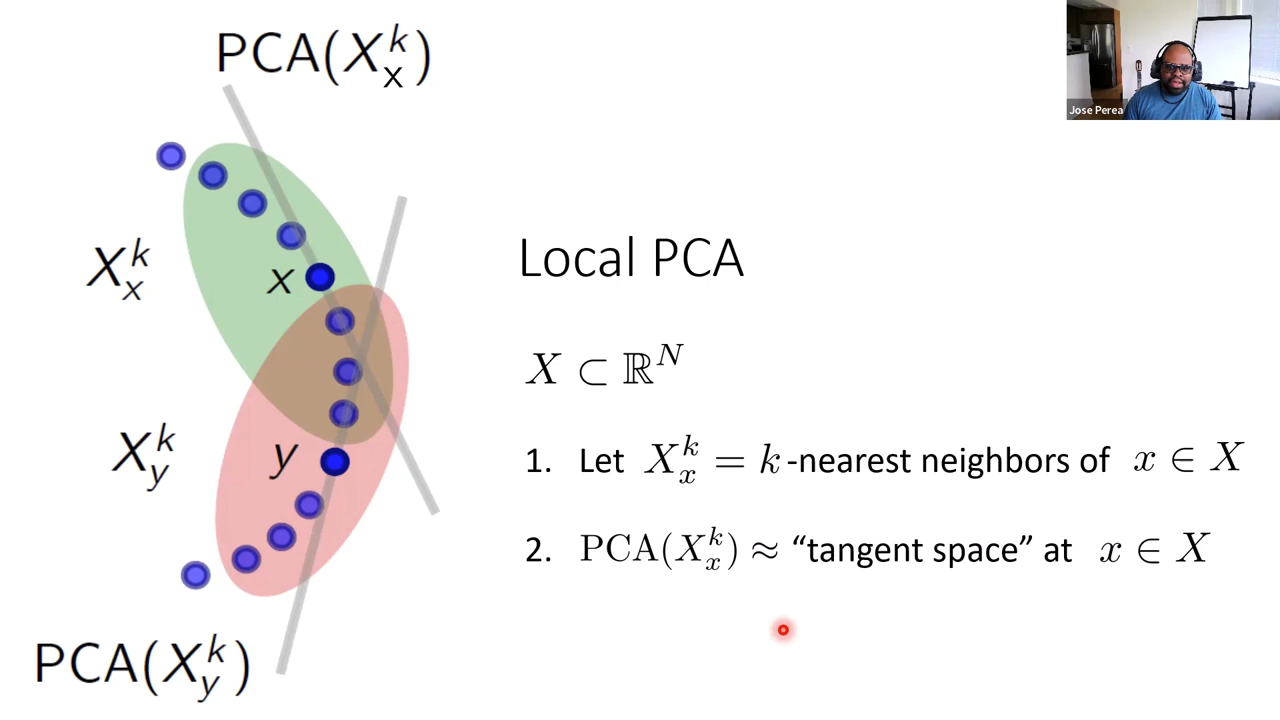 PCA(X_x^k)
Jose Perea
X_x^k
x
Local PCA
X ⊂ ℝ^N
X_y^k
y
1. Let X_x^k = k-nearest neighbors of x ∈ X
2. PCA(X_x^k) ≈ “tangent space” at x ∈ X
PCA(X_y^k)